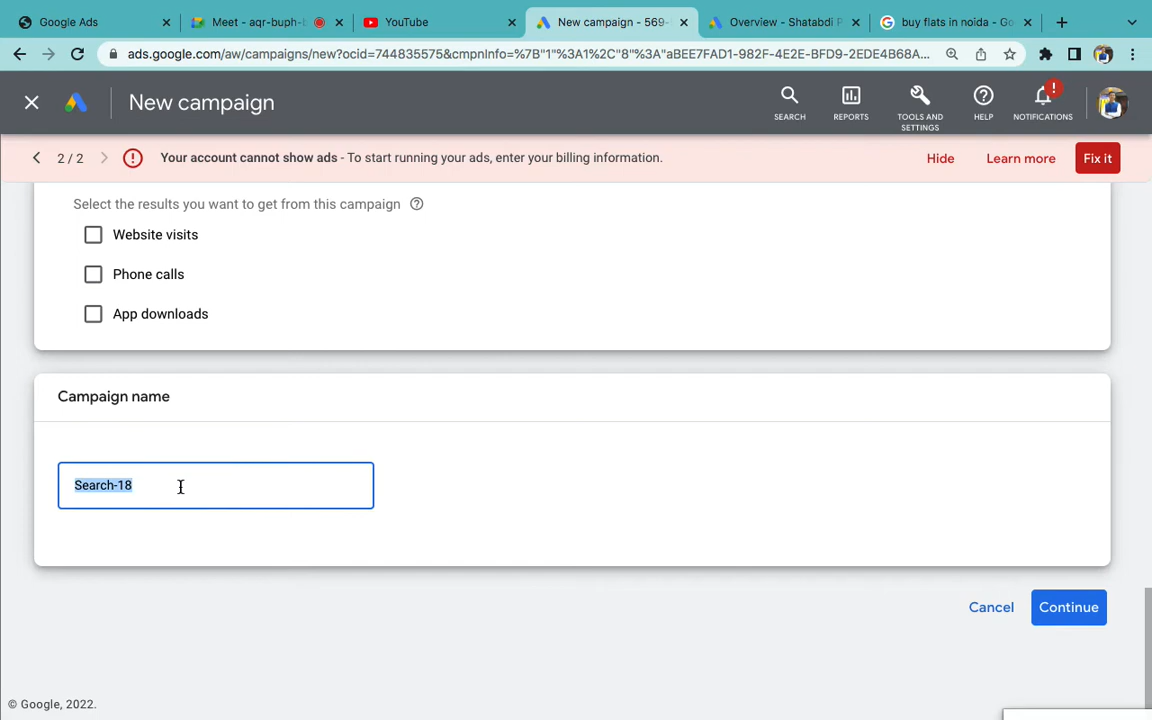 Google Ads
Meet - aqr-buph-b
YouTube
New campaign - 569-
Overview - Shatabdi P
buy flats in noida - Go
ads.google.com/aw/campaigns/new?ocid=744835575&cmpnInfo=%7B"1"%3A1%2C"8"%3A"aBEE7FAD1-982F-4E2E-BFD9-2EDE4B68A...
New campaign
SEARCH
REPORTS
TOOLS AND SETTINGS
HELP
NOTIFICATIONS
2 / 2
Your account cannot show ads - To start running your ads, enter your billing information.
Hide
Learn more
Fix it
Select the results you want to get from this campaign
Website visits
Phone calls
App downloads
Campaign name
Search-18
Cancel
Continue
© Google, 2022.